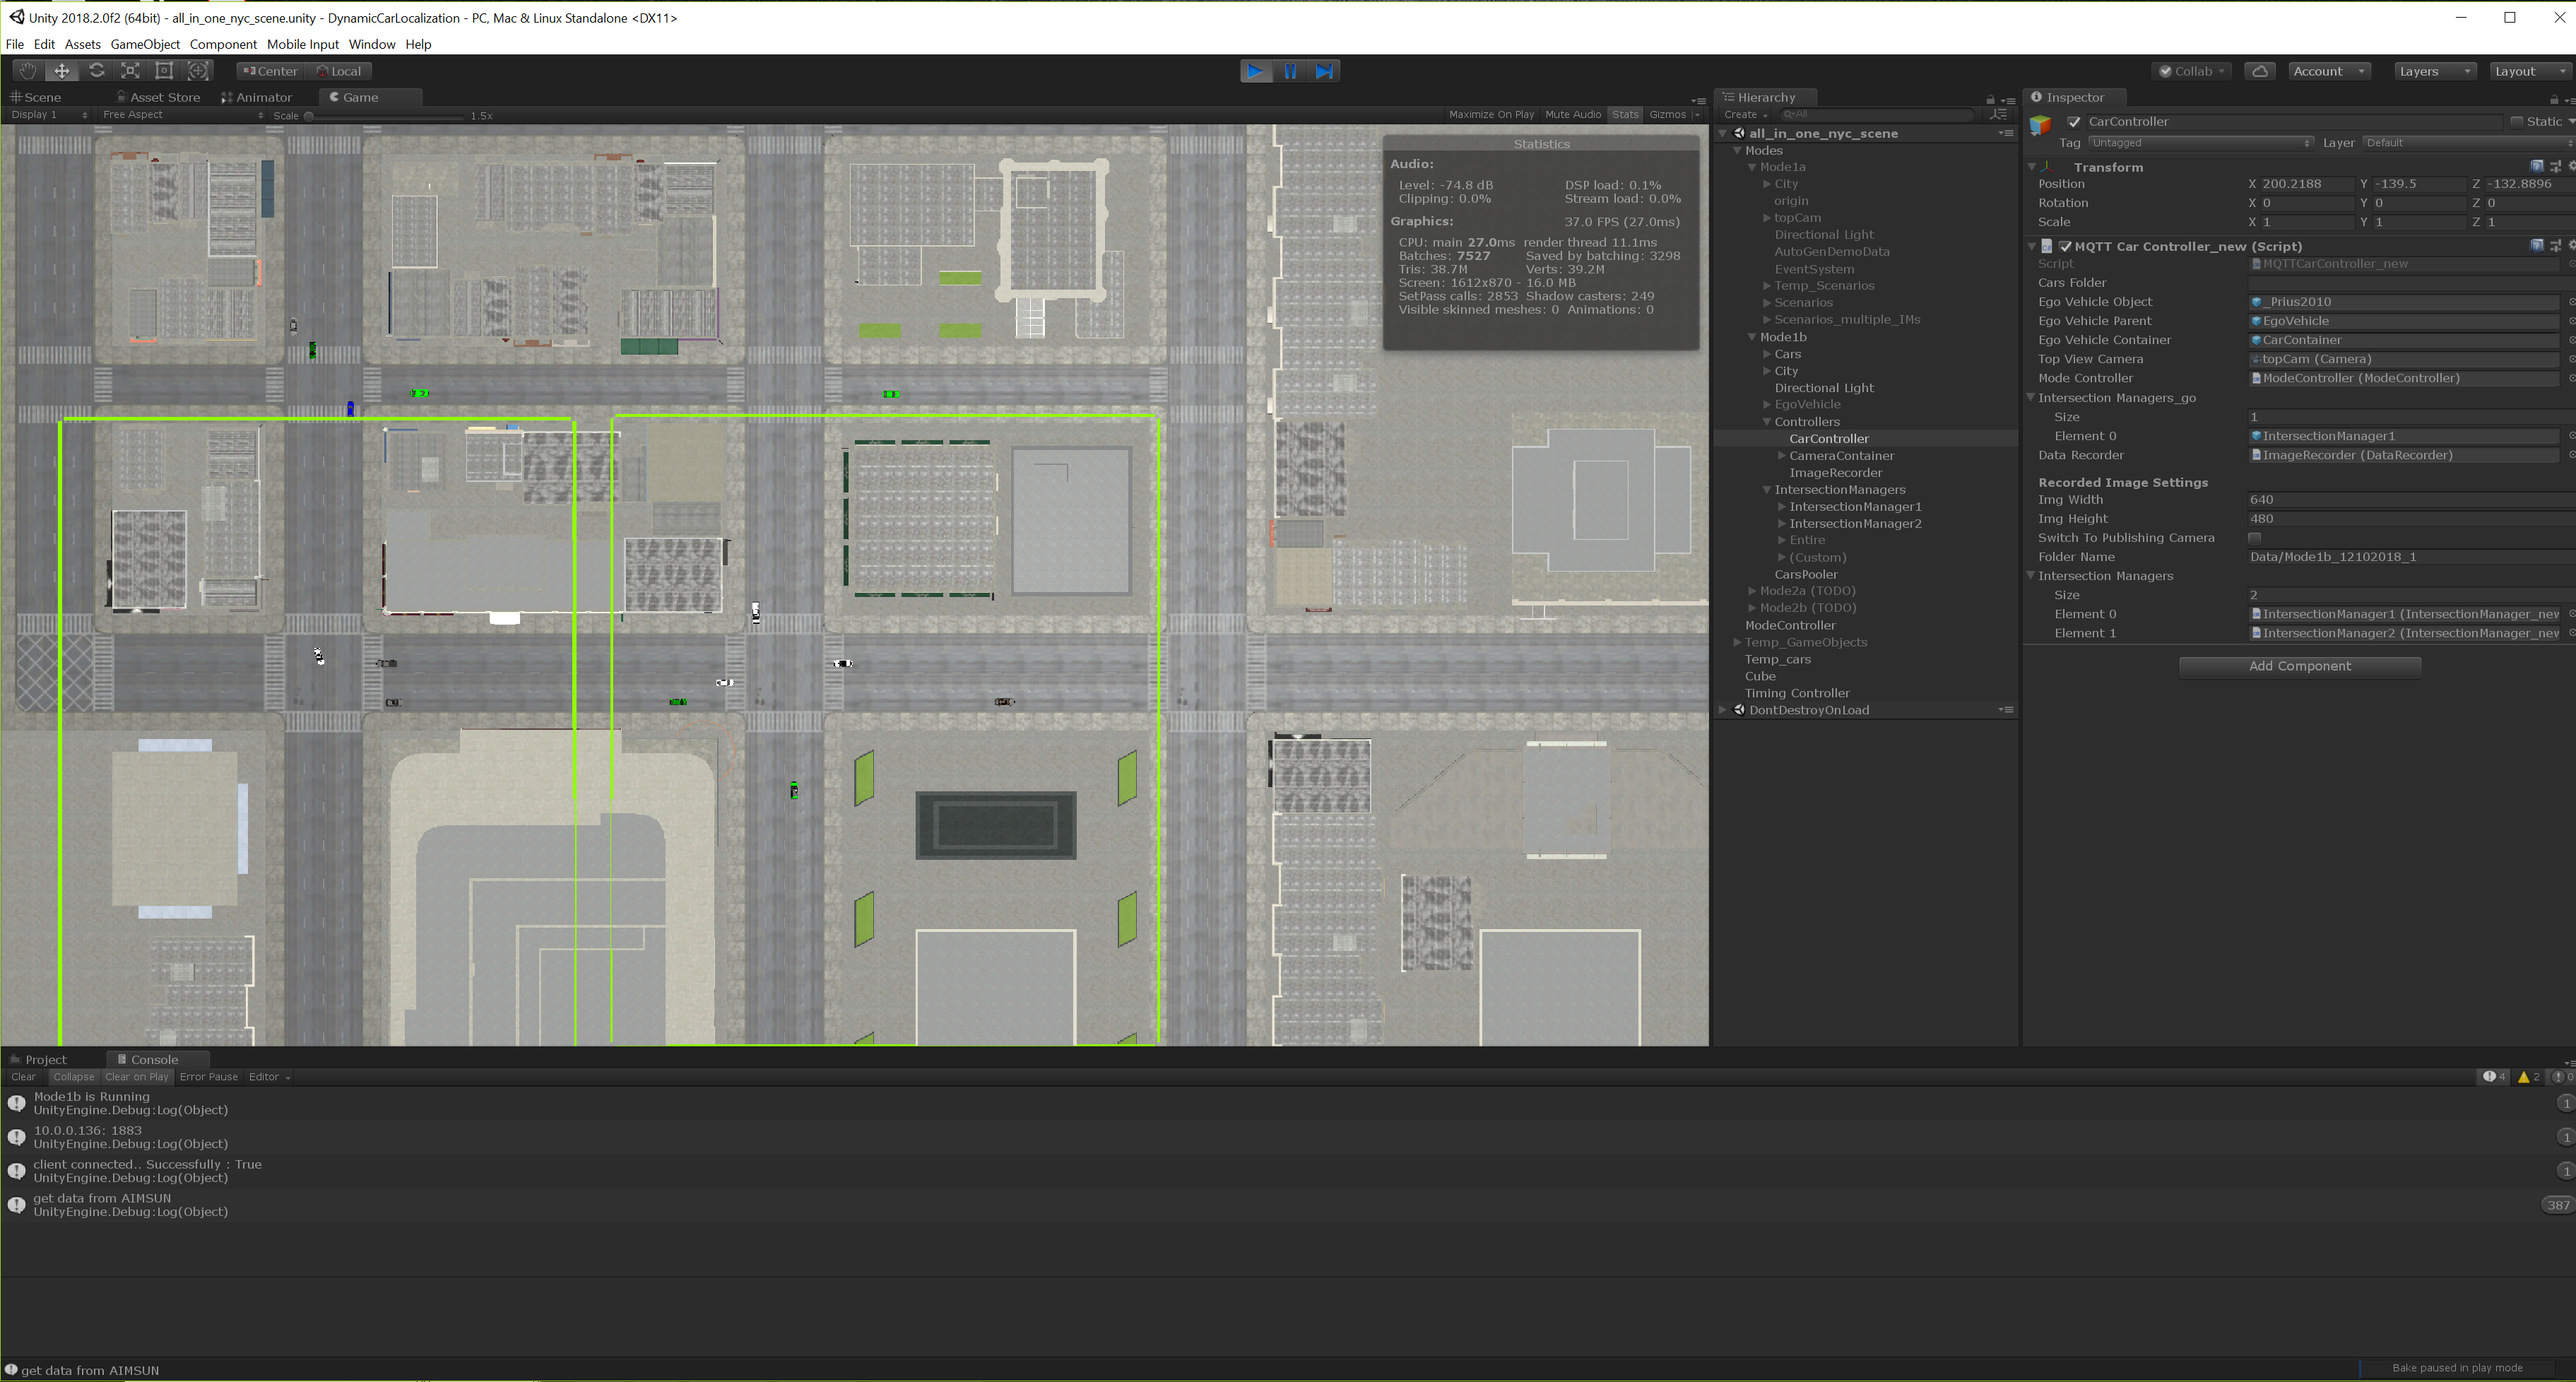 Unity 2018.2.0f2 (64bit) - all_in_one_nyc_scene.unity - DynamicCarLocalization - PC, Mac & Linux Standalone <DX11>
File Edit Assets GameObject Component Mobile Input Window Help
Center Local
Collab Account Layers Layout
Scene Asset Store Animator Game
Display 1 Free Aspect Scale 1.5x Maximize On Play Mute Audio Stats Gizmos
Statistics
Audio:
Level: -74.8 dB DSP load: 0.1%
Clipping: 0.0% Stream load: 0.0%
Graphics: 37.0 FPS (27.0ms)
CPU: main 27.0ms render thread 11.1ms
Batches: 7527 Saved by batching: 3298
Tris: 38.7M Verts: 39.2M
Screen: 1612x870 - 16.0 MB
SetPass calls: 2853 Shadow casters: 249
Visible skinned meshes: 0 Animations: 0
Hierarchy
Create All
all_in_one_nyc_scene
Modes
Mode1a
City
origin
topCam
Directional Light
AutoGenDemoData
EventSystem
Temp_Scenarios
Scenarios
Scenarios_multiple_IMs
Mode1b
Cars
City
Directional Light
EgoVehicle
Controllers
CarController
CameraContainer
ImageRecorder
IntersectionManagers
IntersectionManager1
IntersectionManager2
Entire
(Custom)
CarsPooler
Mode2a (TODO)
Mode2b (TODO)
ModeController
Temp_GameObjects
Temp_cars
Cube
Timing Controller
DontDestroyOnLoad
Inspector
CarController Static
Tag Untagged Layer Default
Transform
Position X 200.2188 Y -139.5 Z -132.8896
Rotation X 0 Y 0 Z 0
Scale X 1 Y 1 Z 1
MQTT Car Controller_new (Script)
Script MQTTCarController_new
Cars Folder
Ego Vehicle Object _Prius2010
Ego Vehicle Parent EgoVehicle
Ego Vehicle Container CarContainer
Top View Camera topCam (Camera)
Mode Controller ModeController (ModeController)
Intersection Managers_go
Size 1
Element 0 IntersectionManager1
Data Recorder ImageRecorder (DataRecorder)
Recorded Image Settings
Img Width 640
Img Height 480
Switch To Publishing Camera
Folder Name Data/Mode1b_12102018_1
Intersection Managers
Size 2
Element 0 IntersectionManager1 (IntersectionManager_new
Element 1 IntersectionManager2 (IntersectionManager_new
Add Component
Project Console
Clear Collapse Clear on Play Error Pause Editor 4 2 0
Mode1b is Running
UnityEngine.Debug:Log(Object) 1
10.0.0.136: 1883
UnityEngine.Debug:Log(Object) 1
client connected.. Successfully : True
UnityEngine.Debug:Log(Object) 1
get data from AIMSUN
UnityEngine.Debug:Log(Object) 387
get data from AIMSUN
Bake paused in play mode